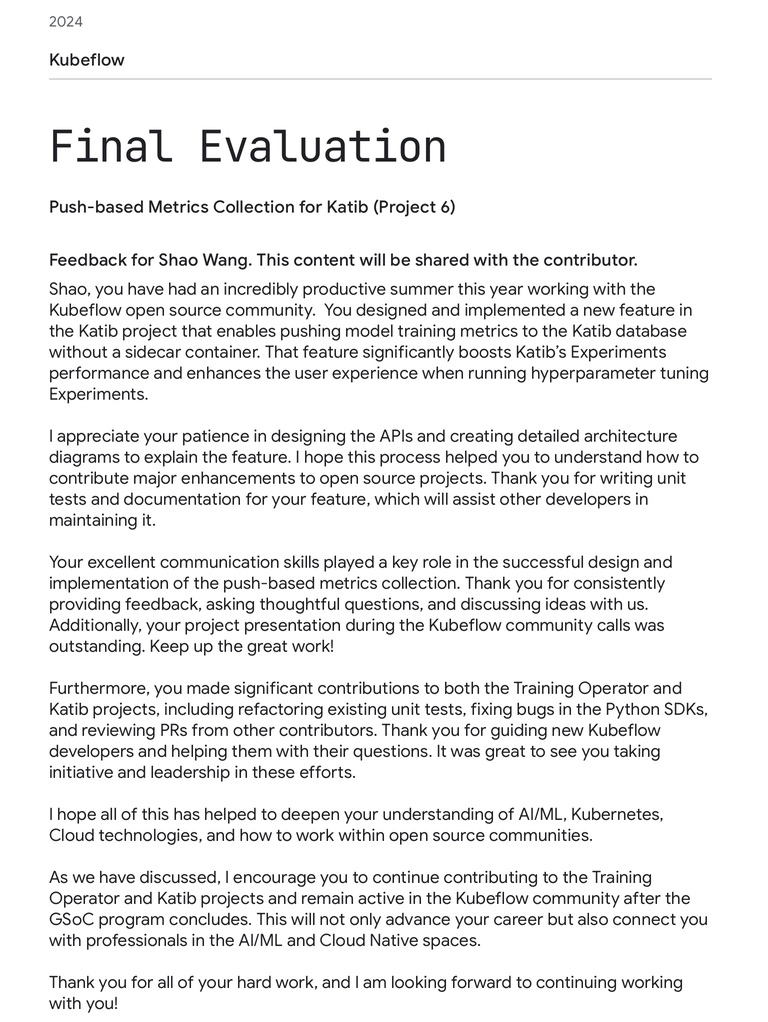 2024
Kubeflow
Final Evaluation
Push-based Metrics Collection for Katib (Project 6)
Feedback for Shao Wang. This content will be shared with the contributor.
Shao, you have had an incredibly productive summer this year working with the
Kubeflow open source community.  You designed and implemented a new feature in
the Katib project that enables pushing model training metrics to the Katib database
without a sidecar container. That feature significantly boosts Katib’s Experiments
performance and enhances the user experience when running hyperparameter tuning
Experiments.
I appreciate your patience in designing the APIs and creating detailed architecture
diagrams to explain the feature. I hope this process helped you to understand how to
contribute major enhancements to open source projects. Thank you for writing unit
tests and documentation for your feature, which will assist other developers in
maintaining it.
Your excellent communication skills played a key role in the successful design and
implementation of the push-based metrics collection. Thank you for consistently
providing feedback, asking thoughtful questions, and discussing ideas with us.
Additionally, your project presentation during the Kubeflow community calls was
outstanding. Keep up the great work!
Furthermore, you made significant contributions to both the Training Operator and
Katib projects, including refactoring existing unit tests, fixing bugs in the Python SDKs,
and reviewing PRs from other contributors. Thank you for guiding new Kubeflow
developers and helping them with their questions. It was great to see you taking
initiative and leadership in these efforts.
I hope all of this has helped to deepen your understanding of AI/ML, Kubernetes,
Cloud technologies, and how to work within open source communities.
As we have discussed, I encourage you to continue contributing to the Training
Operator and Katib projects and remain active in the Kubeflow community after the
GSoC program concludes. This will not only advance your career but also connect you
with professionals in the AI/ML and Cloud Native spaces.
Thank you for all of your hard work, and I am looking forward to continuing working
with you!